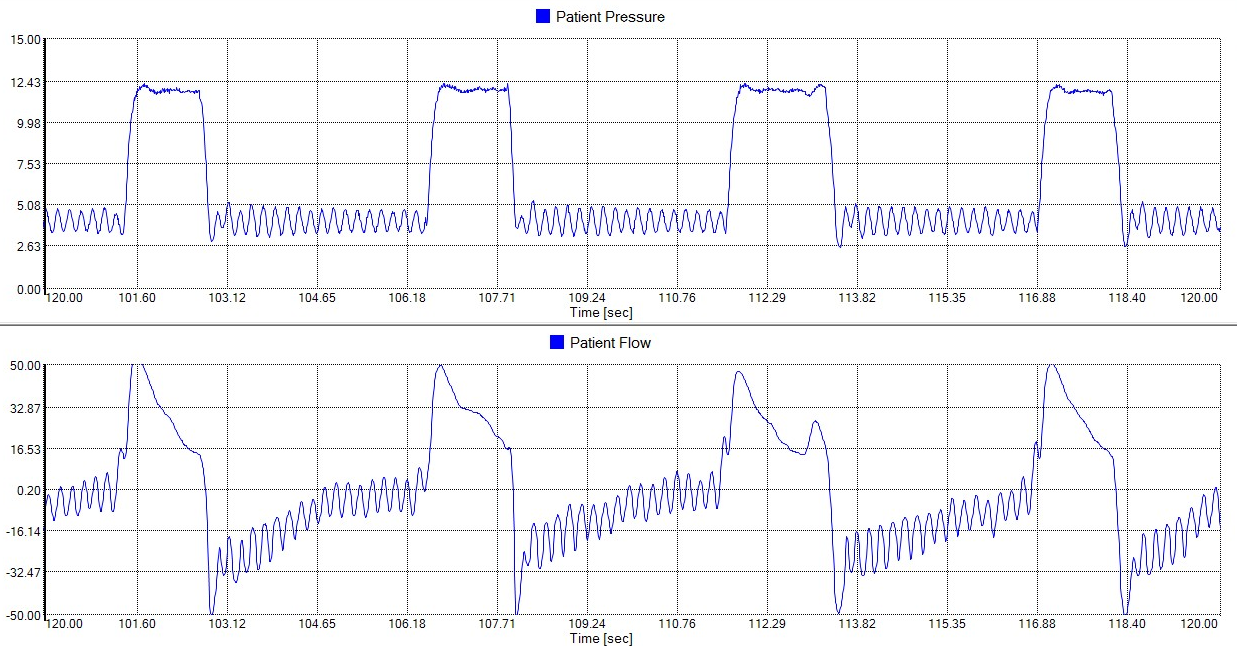 Patient Pressure
15.00
12.43
9.98
7.53
5.08
2.63
0.00
120.00 101.60 103.12 104.65 106.18 107.71 109.24 110.76 112.29 113.82 115.35 116.88 118.40 120.00
Time [sec]
Patient Flow
50.00
32.87
16.53
0.20
-16.14
-32.47
-50.00
120.00 101.60 103.12 104.65 106.18 107.71 109.24 110.76 112.29 113.82 115.35 116.88 118.40 120.00
Time [sec]